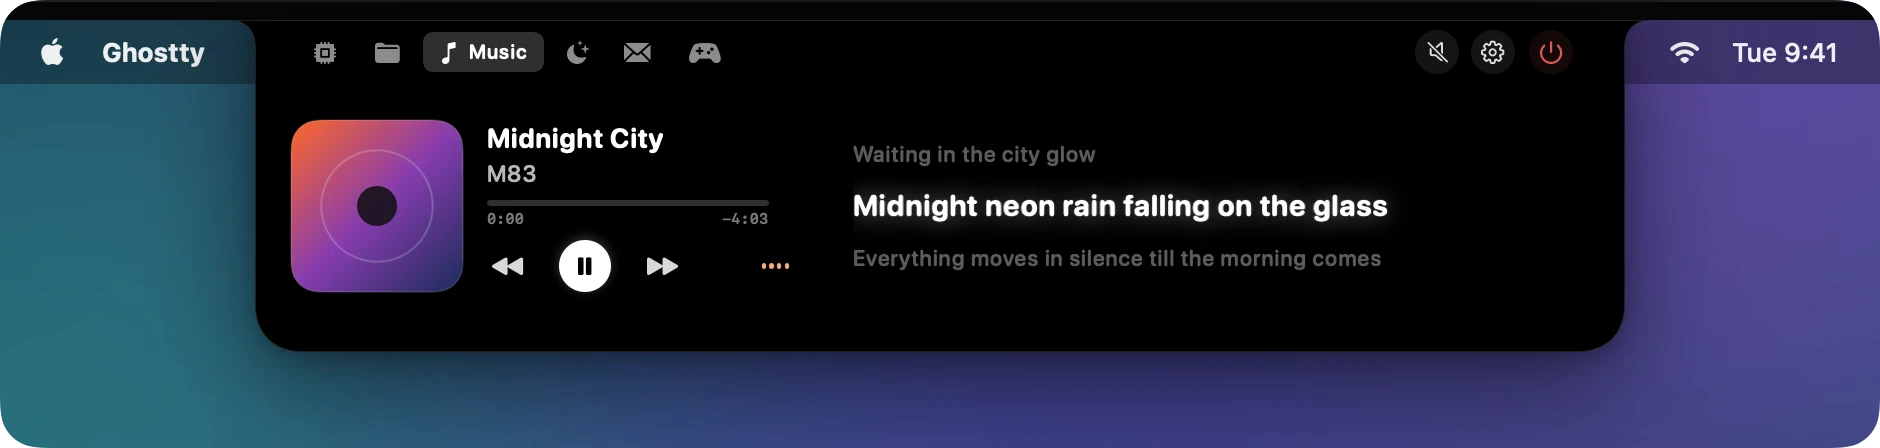 Ghostty
Music
Tue 9:41
Midnight City
M83
0:00
−4:03
Waiting in the city glow
Midnight neon rain falling on the glass
Everything moves in silence till the morning comes